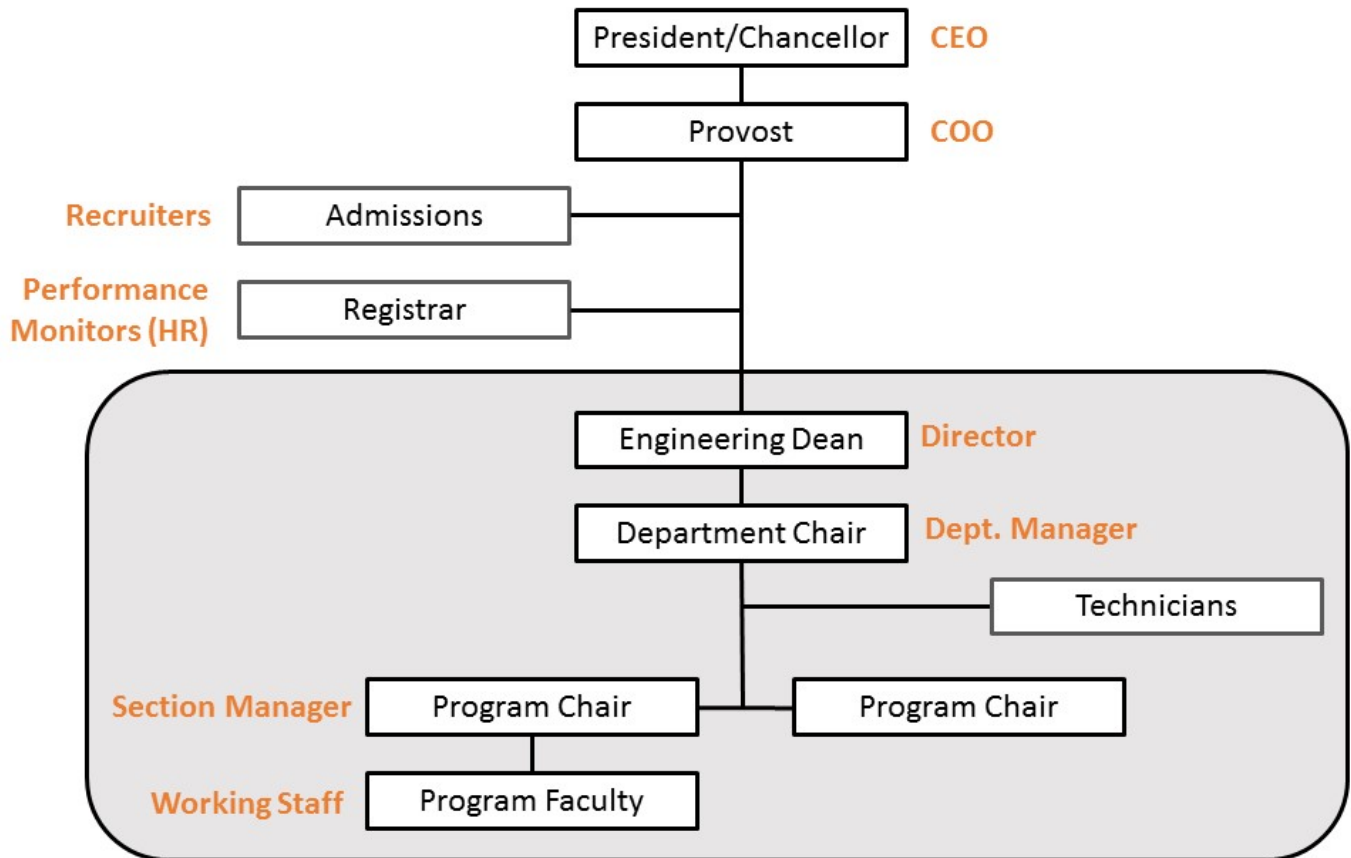 President/Chancellor
CEO
Provost
COO
Recruiters
Admissions
Performance
Monitors (HR)
Registrar
Engineering Dean
Director
Department Chair
Dept. Manager
Technicians
Section Manager
Program Chair
Program Chair
Working Staff
Program Faculty